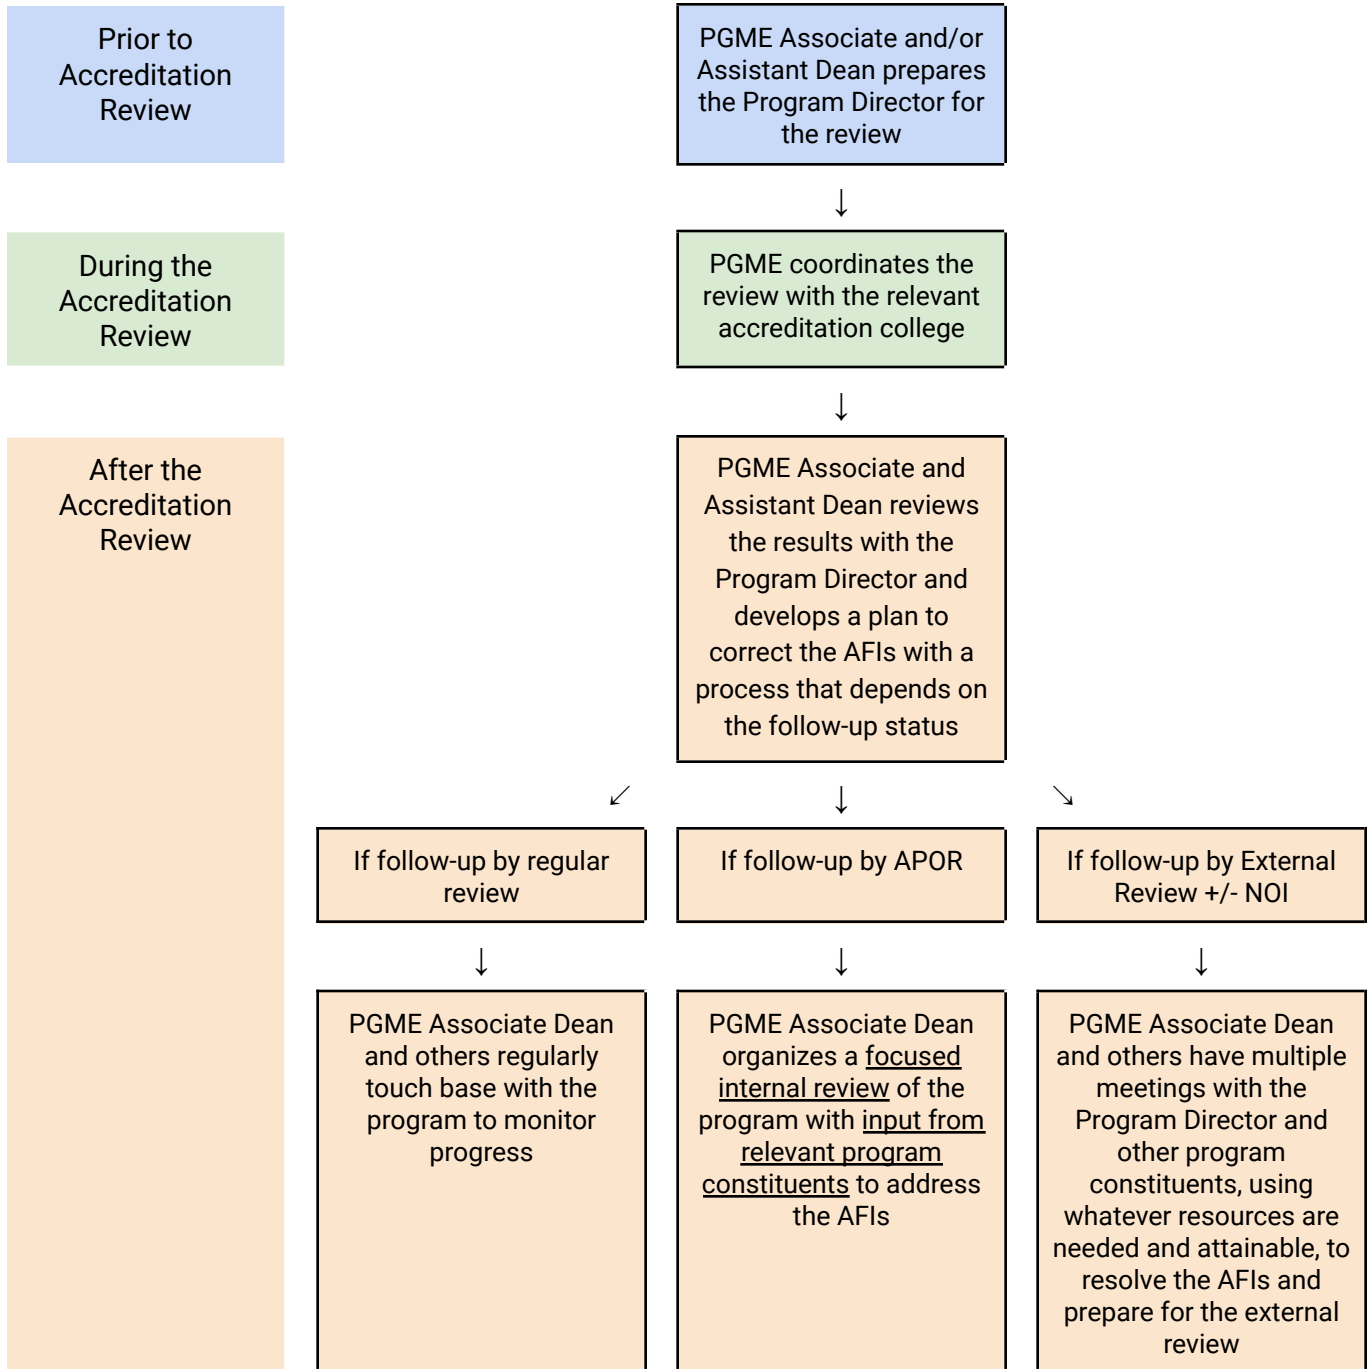 Prior to
Accreditation
Review
PGME Associate and/or
Assistant Dean prepares
the Program Director for
the review
↓
During the
Accreditation
Review
PGME coordinates the
review with the relevant
accreditation college
↓
After the
Accreditation
Review
PGME Associate and
Assistant Dean reviews
the results with the
Program Director and
develops a plan to
correct the AFIs with a
process that depends on
the follow-up status
↙ ↓ ↘
If follow-up by regular
review
If follow-up by APOR
If follow-up by External
Review +/- NOI
↓ ↓ ↓
PGME Associate Dean
and others regularly
touch base with the
program to monitor
progress
PGME Associate Dean
organizes a focused
internal review of the
program with input from
relevant program
constituents to address
the AFIs
PGME Associate Dean
and others have multiple
meetings with the
Program Director and
other program
constituents, using
whatever resources are
needed and attainable, to
resolve the AFIs and
prepare for the external
review